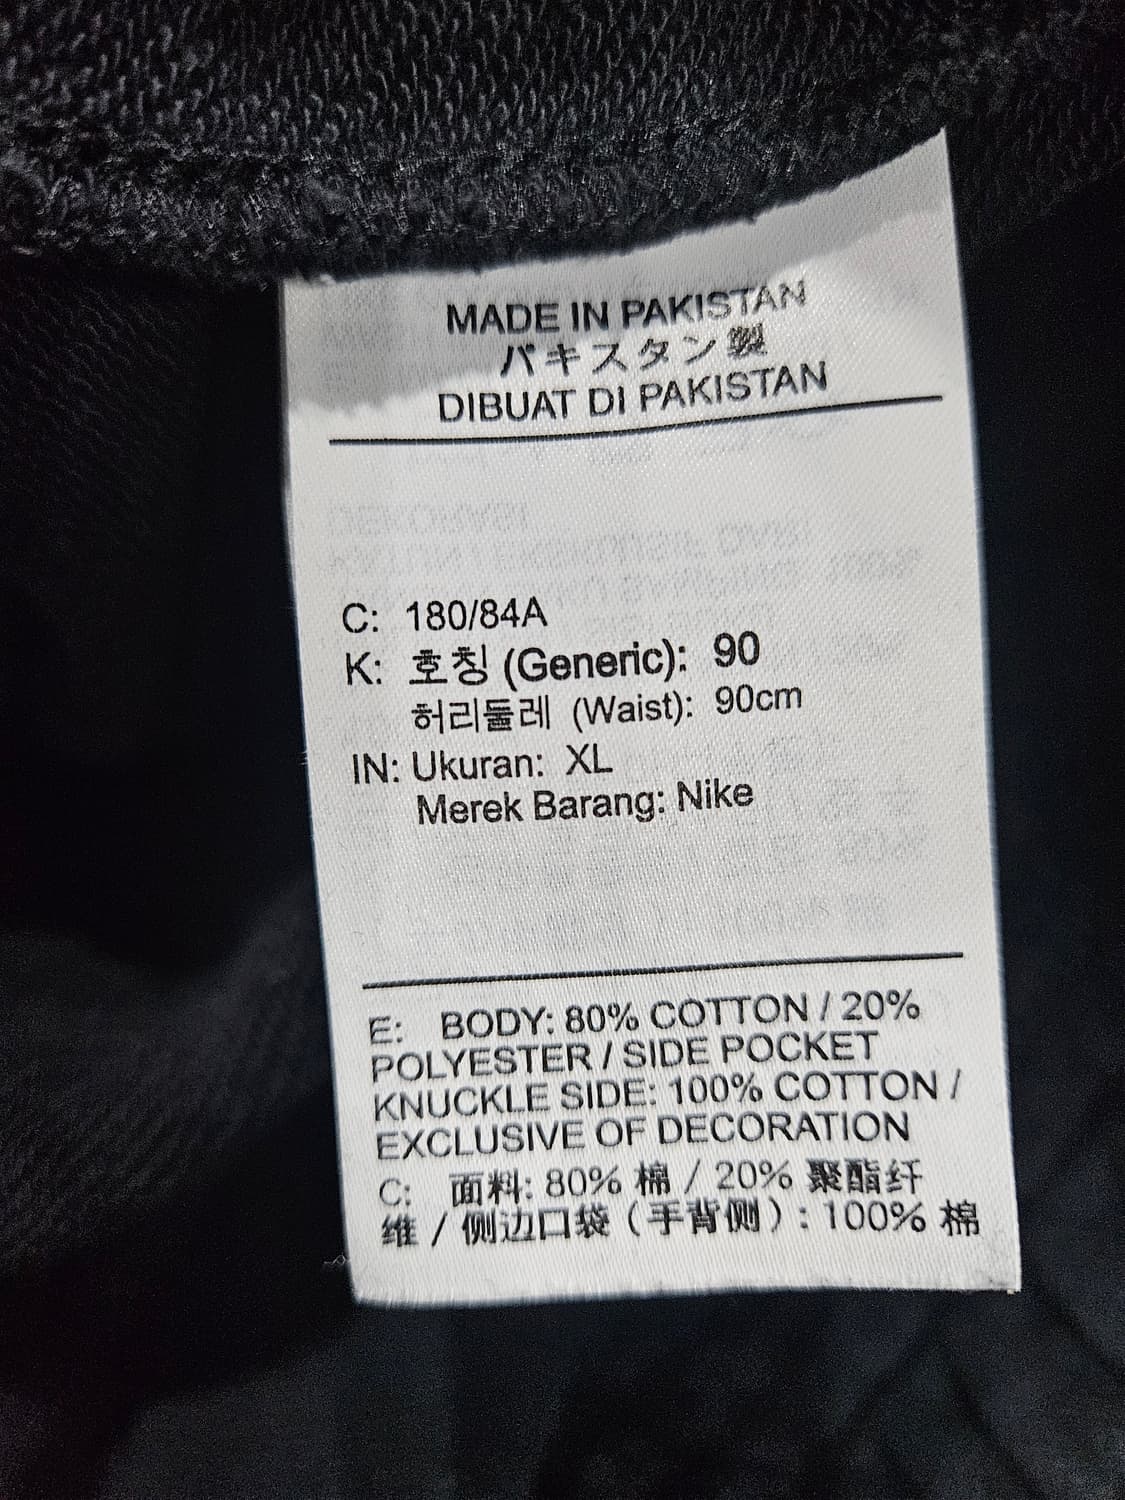 MADE IN PAKISTAN
パキスタン製
DIBUAT DI PAKISTAN
C: 180/84A
K: 호칭 (Generic): 90
허리둘레 (Waist): 90cm
IN: Ukuran: XL
Merek Barang: Nike
E: BODY: 80% COTTON / 20%
POLYESTER / SIDE POCKET
KNUCKLE SIDE: 100% COTTON /
EXCLUSIVE OF DECORATION
C: 面料: 80% 棉 / 20% 聚酯纤
维 / 侧边口袋（手背侧）: 100% 棉